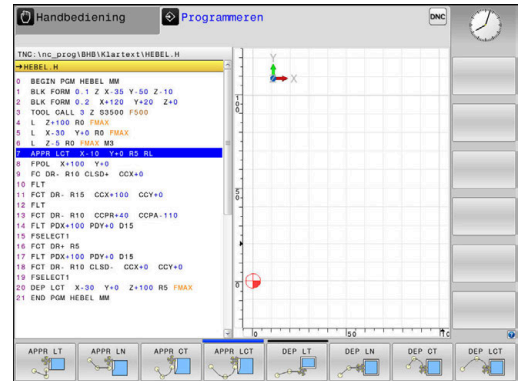 Handbediening
Programmeren
DNC
TNC:\nc_prog\BHB\Klartext\HEBEL.H
→HEBEL.H
0 BEGIN PGM HEBEL MM
1 BLK FORM 0.1 Z X-35 Y-50 Z-10
2 BLK FORM 0.2 X+120 Y+20 Z+0
3 TOOL CALL 3 Z S3500 F500
4 L Z+100 R0 FMAX
5 L X-30 Y+0 R0 FMAX
6 L Z-5 R0 FMAX M3
7 APPR LCT X-10 Y+0 R5 RL
8 FPOL X+100 Y+0
9 FC DR- R10 CLSD+ CCX+0
10 FLT
11 FCT DR- R15 CCX+100 CCY+0
12 FLT
13 FCT DR- R10 CCPR+40 CCPA-110
14 FLT PDX+100 PDY+0 D15
15 FSELECT1
16 FCT DR+ R5
17 FLT PDX+100 PDY+0 D15
18 FCT DR- R10 CLSD- CCX+0 CCY+0
19 FSELECT1
20 DEP LCT X-30 Y+0 Z+100 R5 FMAX
21 END PGM HEBEL MM
Y
X
100
50
0
0
50
APPR LT
APPR LN
APPR CT
APPR LCT
DEP LT
DEP LN
DEP CT
DEP LCT